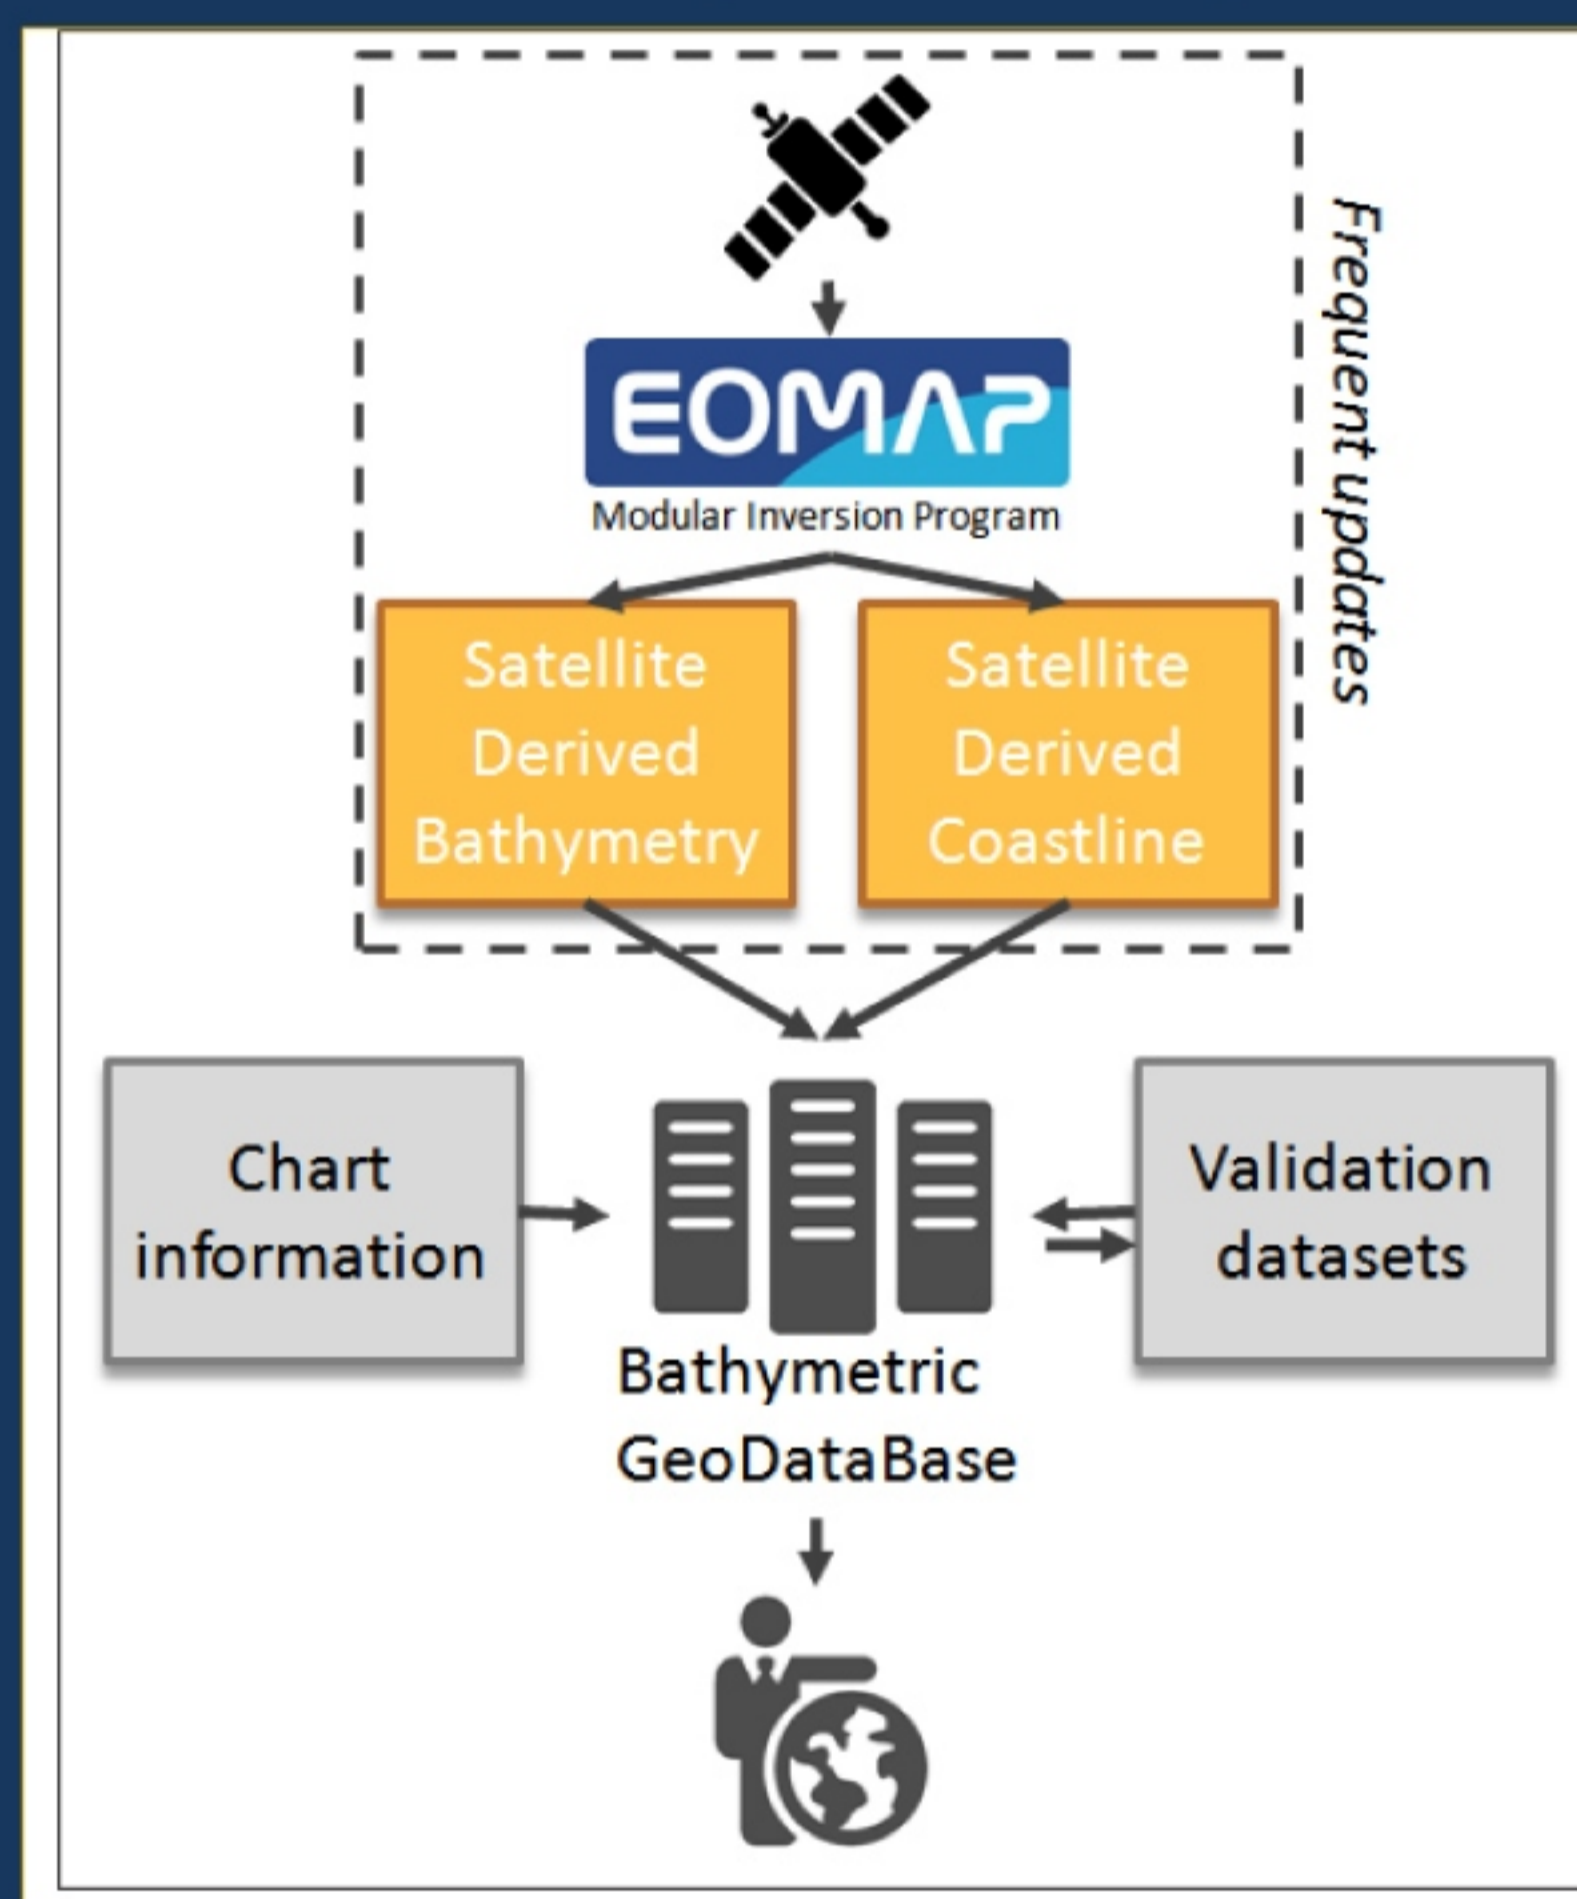 EOMAP
Modular Inversion Program
Frequent updates
Satellite
Derived
Bathymetry
Satellite
Derived
Coastline
Chart
information
Validation
datasets
Bathymetric
GeoDataBase